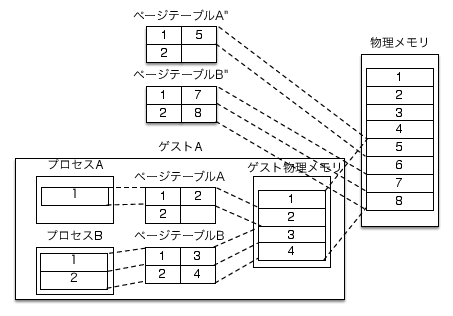 ページテーブルA"
1 5
2
ページテーブルB"
1 7
2 8
物理メモリ
1
2
3
4
5
6
7
8
ゲストA
プロセスA
1
ページテーブルA
1 2
2
ゲスト物理メモリ
1
2
3
4
プロセスB
1
2
ページテーブルB
1 3
2 4